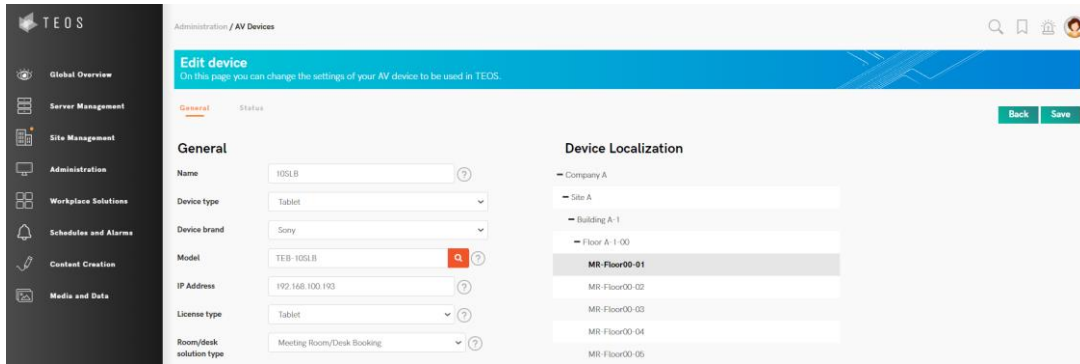 TEOS
Administration / AV Devices
Edit device
On this page you can change the settings of your AV device to be used in TEOS.
Global Overview
Server Management
Site Management
Administration
Workplace Solutions
Schedules and Alarms
Content Creation
Media and Data
General Status
Back Save
General
Name 10SLB ?
Device type Tablet
Device brand Sony
Model TEB-10SLB ?
IP Address 192.168.100.193 ?
License type Tablet ?
Room/desk
solution type Meeting Room/Desk Booking ?
Device Localization
Company A
Site A
Building A-1
Floor A-1-00
MR-Floor00-01
MR-Floor00-02
MR-Floor00-03
MR-Floor00-04
MR-Floor00-05